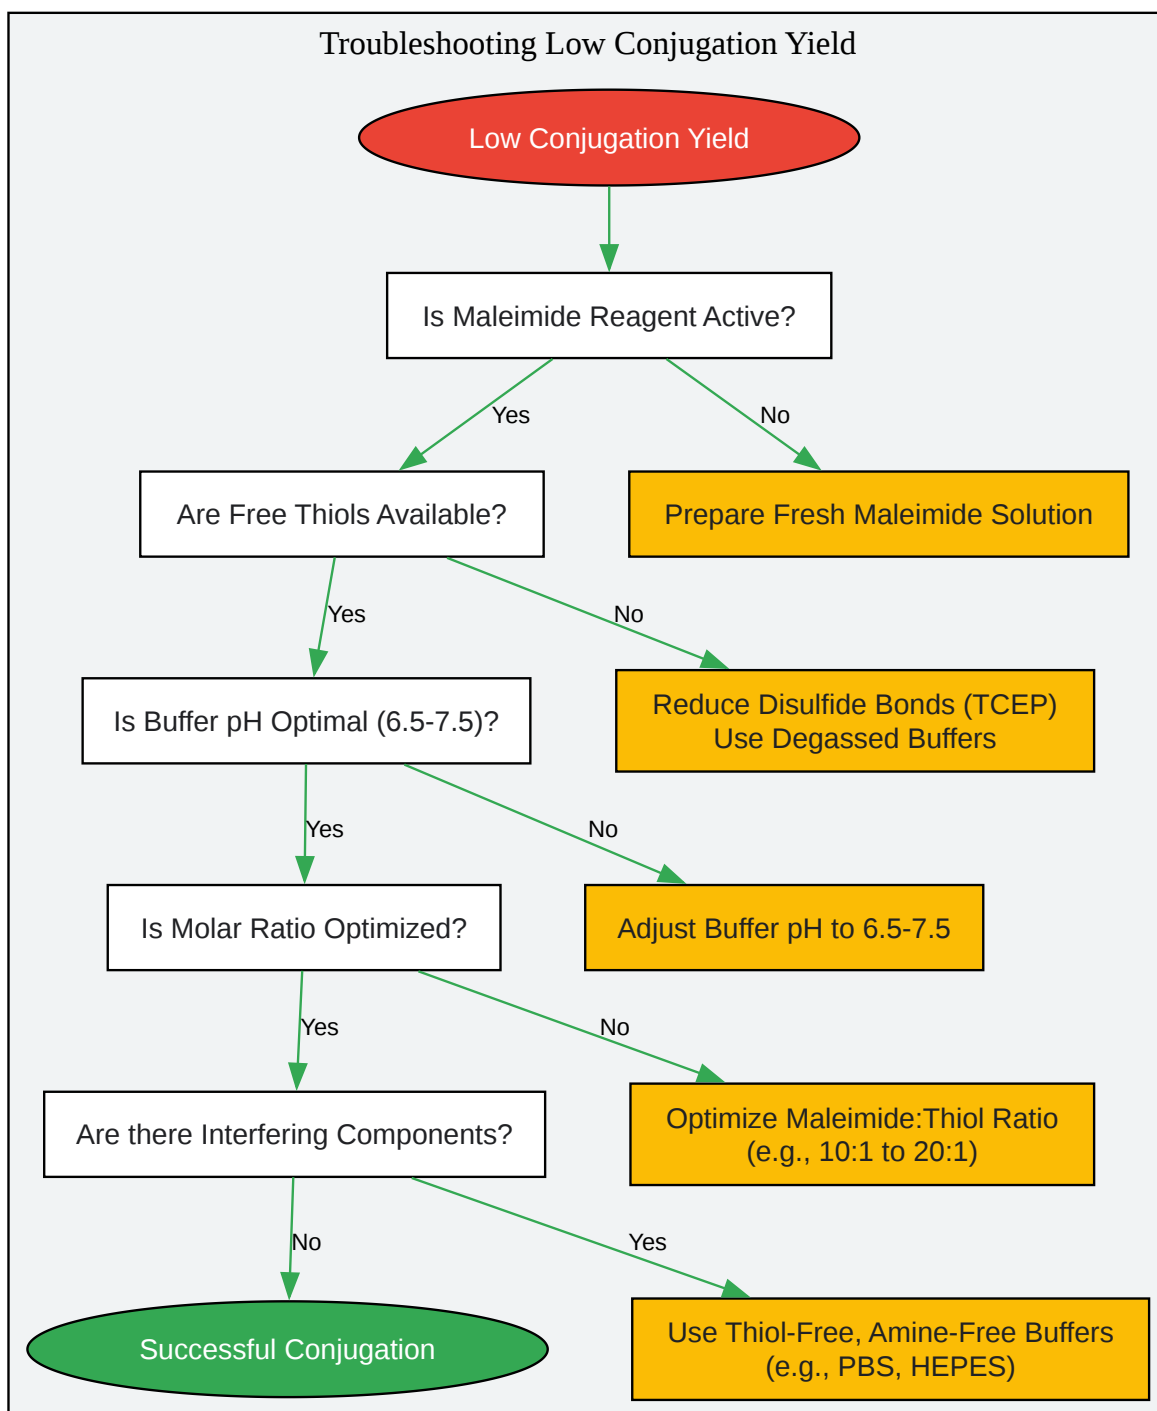 Troubleshooting Low Conjugation Yield
Low Conjugation Yield
Is Maleimide Reagent Active?
Yes
No
Are Free Thiols Available?
Prepare Fresh Maleimide Solution
Yes
No
Is Buffer pH Optimal (6.5-7.5)?
Reduce Disulfide Bonds (TCEP)
Use Degassed Buffers
Yes
No
Is Molar Ratio Optimized?
Adjust Buffer pH to 6.5-7.5
Yes
No
Are there Interfering Components?
Optimize Maleimide:Thiol Ratio
(e.g., 10:1 to 20:1)
No
Yes
Successful Conjugation
Use Thiol-Free, Amine-Free Buffers
(e.g., PBS, HEPES)